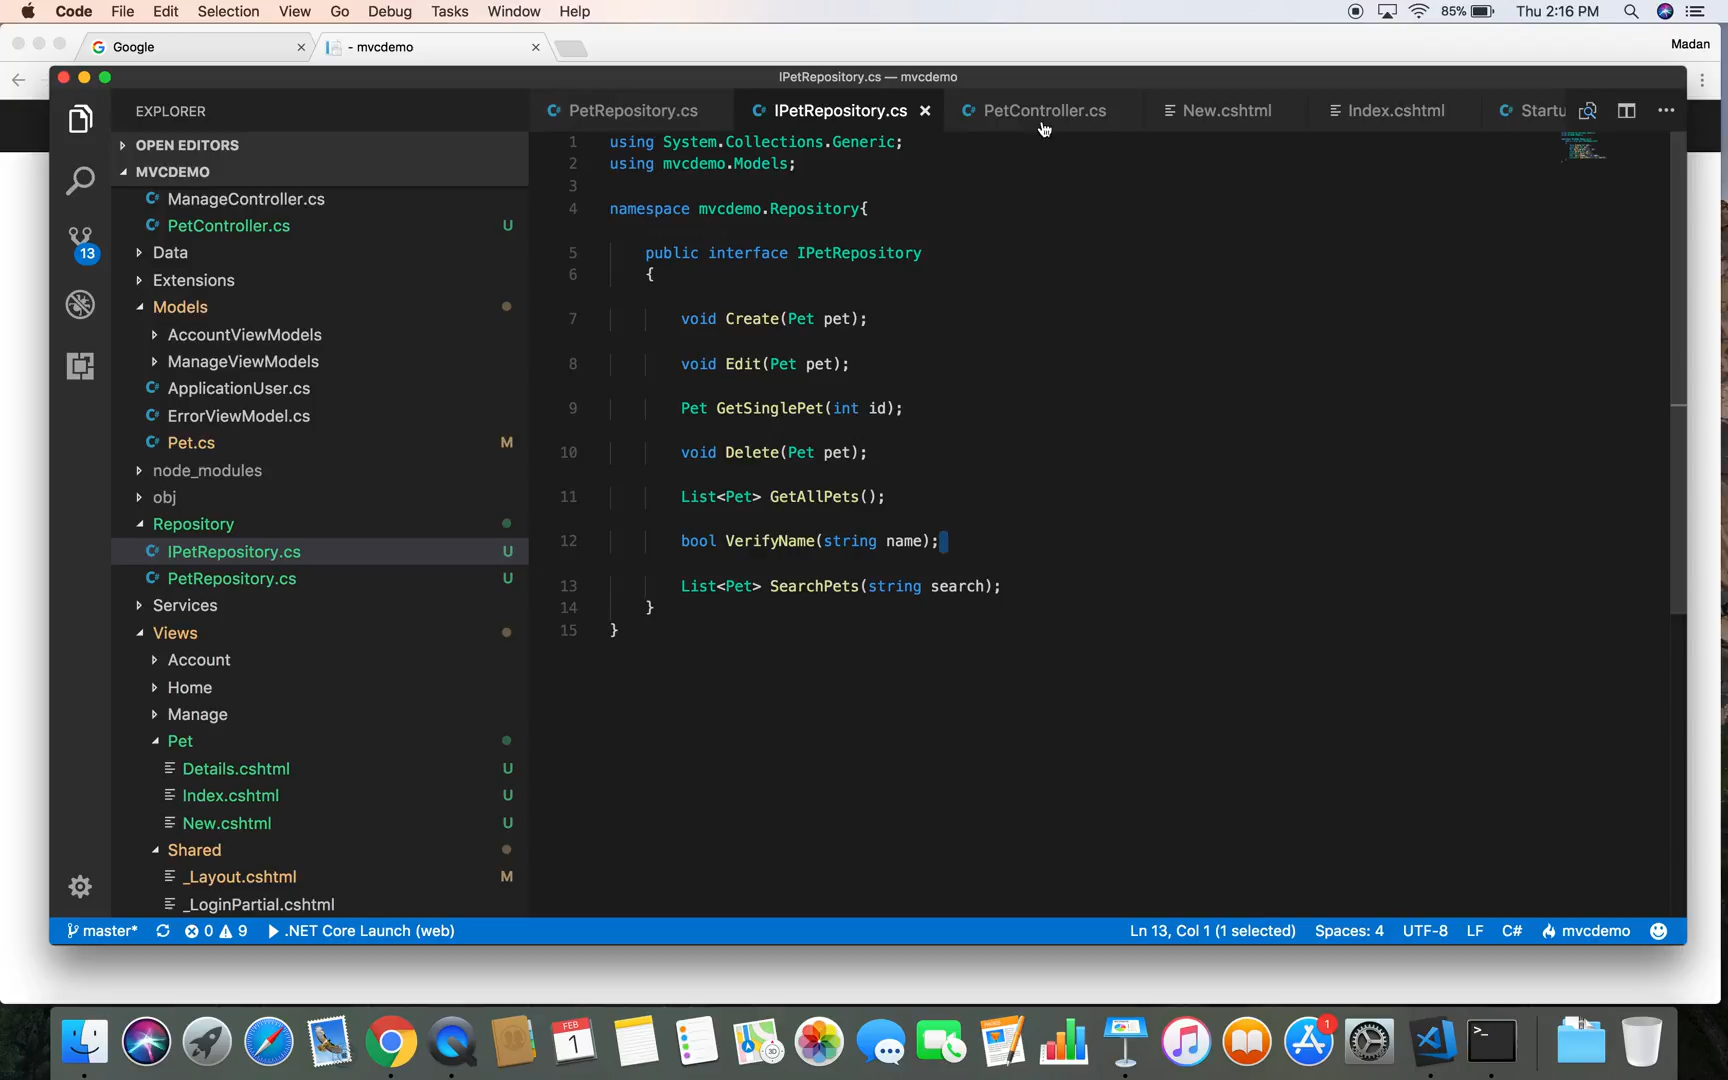 Code File Edit Selection View Go Debug Tasks Window Help 85% Thu 2:16 PM
Google - mvcdemo Madan
IPetRepository.cs — mvcdemo
EXPLORER
PetRepository.cs IPetRepository.cs PetController.cs New.cshtml Index.cshtml Startu
OPEN EDITORS
MVCDEMO
ManageController.cs
PetController.cs U
Data
Extensions
Models
AccountViewModels
ManageViewModels
ApplicationUser.cs
ErrorViewModel.cs
Pet.cs M
node_modules
obj
Repository
IPetRepository.cs U
PetRepository.cs U
Services
Views
Account
Home
Manage
Pet
Details.cshtml U
Index.cshtml U
New.cshtml U
Shared
_Layout.cshtml M
_LoginPartial.cshtml
13
1 using System.Collections.Generic;
2 using mvcdemo.Models;
3
4 namespace mvcdemo.Repository{
5 public interface IPetRepository
6 {
7 void Create(Pet pet);
8 void Edit(Pet pet);
9 Pet GetSinglePet(int id);
10 void Delete(Pet pet);
11 List<Pet> GetAllPets();
12 bool VerifyName(string name);
13 List<Pet> SearchPets(string search);
14 }
15 }
master* 0 9 .NET Core Launch (web) Ln 13, Col 1 (1 selected) Spaces: 4 UTF-8 LF C# mvcdemo
FEB
1
1
>_